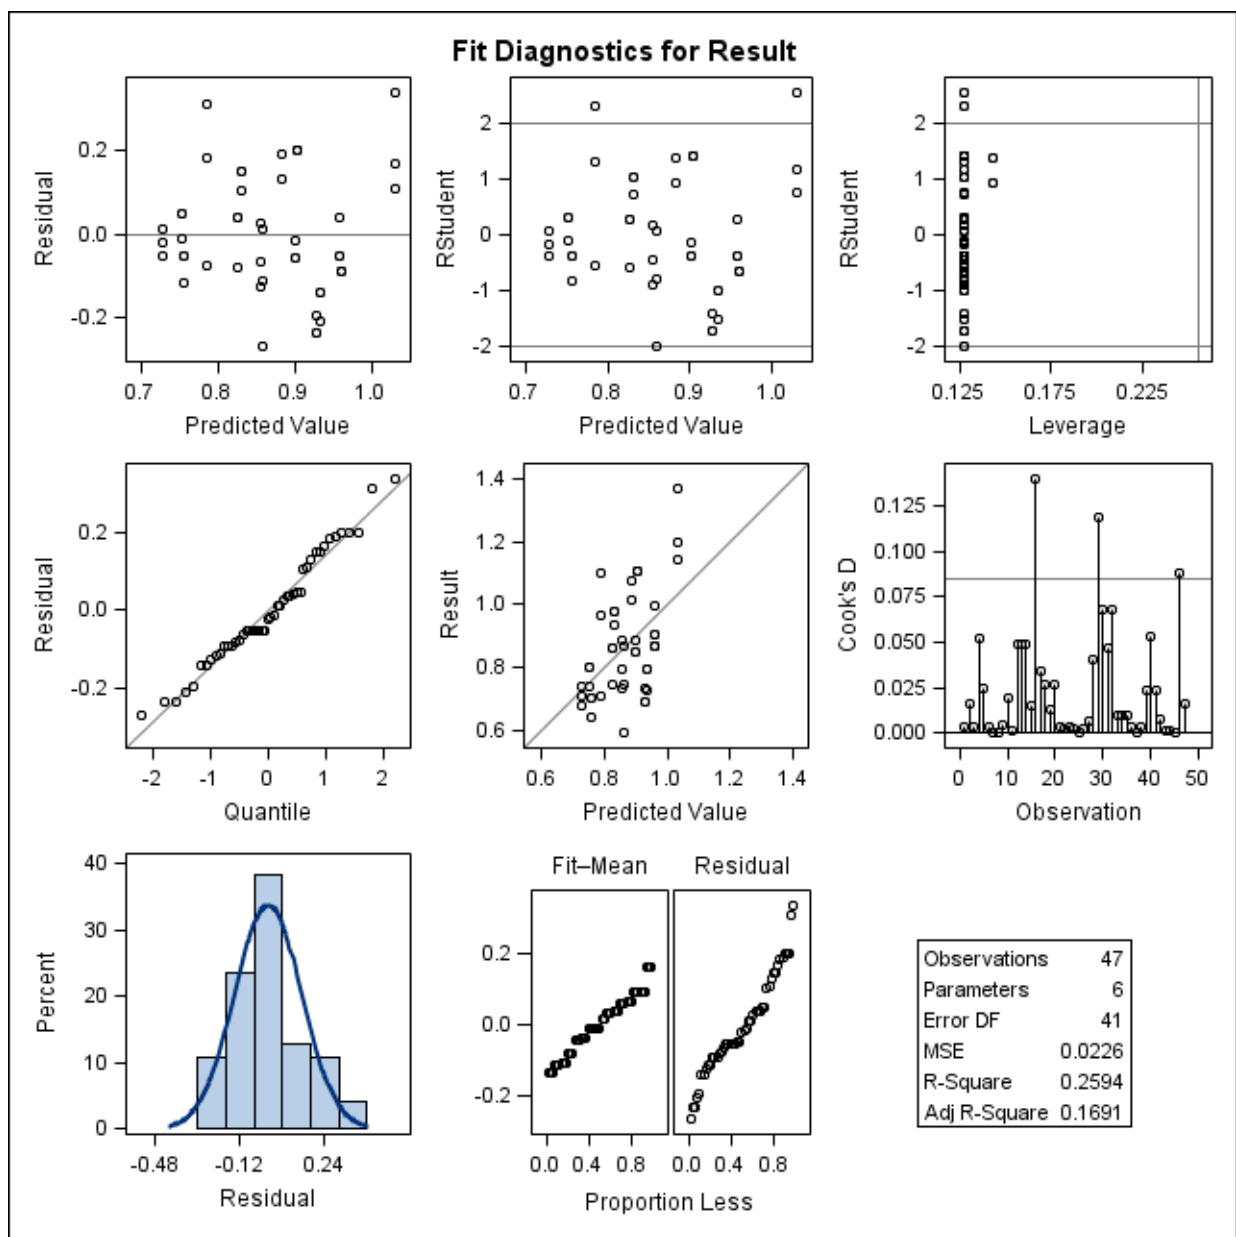 Fit Diagnostics for Result
Residual
0.2
0.0
-0.2
0.7 0.8 0.9 1.0
Predicted Value
RStudent
2
1
0
-1
-2
0.7 0.8 0.9 1.0
Predicted Value
RStudent
2
1
0
-1
-2
0.125 0.175 0.225
Leverage
Residual
0.2
0.0
-0.2
-2 -1 0 1 2
Quantile
Result
1.4
1.2
1.0
0.8
0.6
0.6 0.8 1.0 1.2 1.4
Predicted Value
Cook's D
0.125
0.100
0.075
0.050
0.025
0.000
0 10 20 30 40 50
Observation
Percent
40
30
20
10
0
-0.48 -0.12 0.24
Residual
Fit–Mean Residual
0.2
0.0
-0.2
0.0 0.4 0.8 0.0 0.4 0.8
Proportion Less
Observations 47
Parameters 6
Error DF 41
MSE 0.0226
R-Square 0.2594
Adj R-Square 0.1691